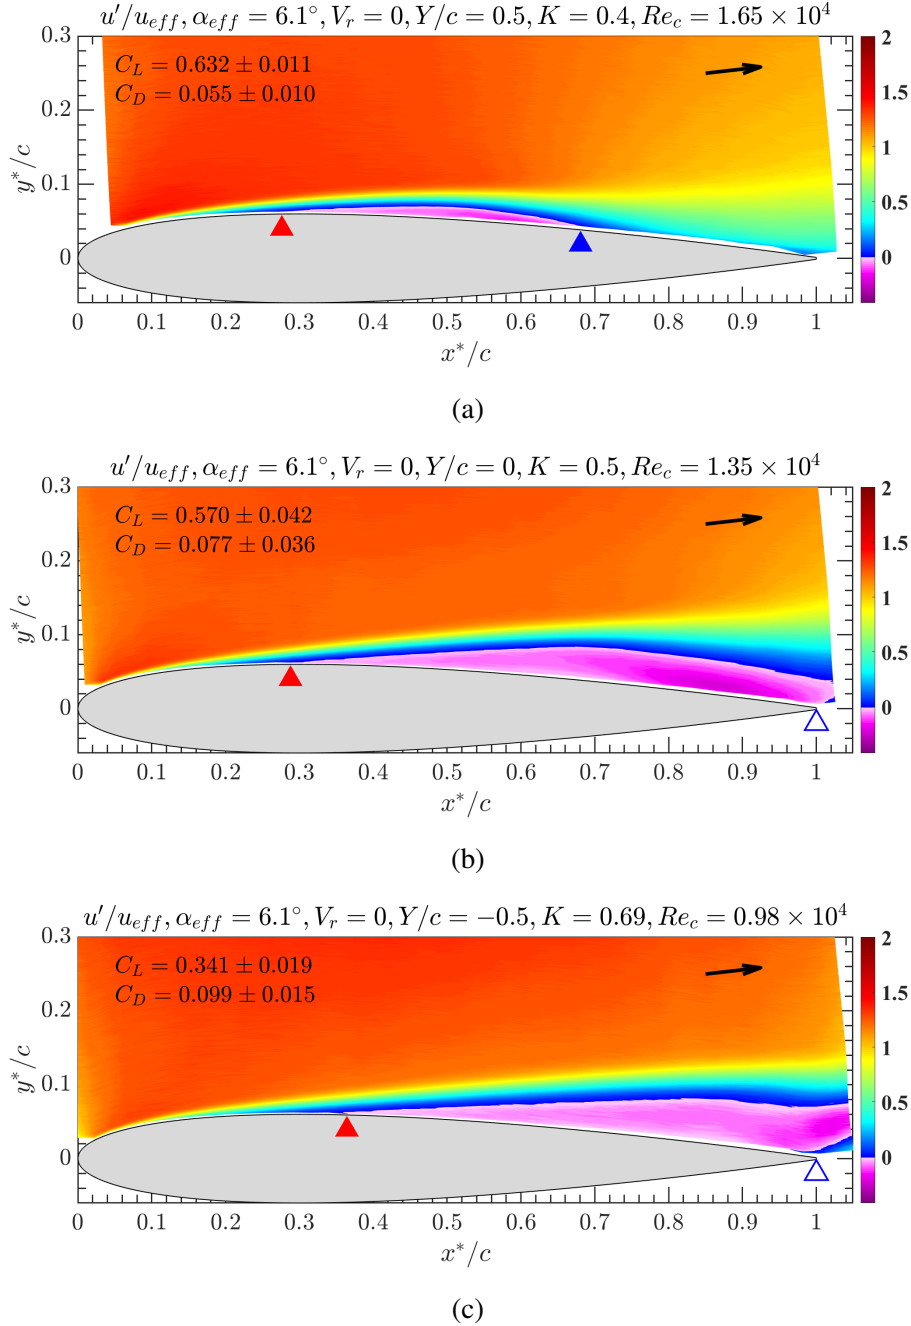 u′/u_eff, α_eff = 6.1°, V_r = 0, Y/c = 0.5, K = 0.4, Re_c = 1.65 × 10⁴
C_L = 0.632 ± 0.011
C_D = 0.055 ± 0.010
0.3
0.2
0.1
0
y*/c
2
1.5
1
0.5
0
0 0.1 0.2 0.3 0.4 0.5 0.6 0.7 0.8 0.9 1
x*/c
(a)
u′/u_eff, α_eff = 6.1°, V_r = 0, Y/c = 0, K = 0.5, Re_c = 1.35 × 10⁴
C_L = 0.570 ± 0.042
C_D = 0.077 ± 0.036
0.3
0.2
0.1
0
y*/c
2
1.5
1
0.5
0
0 0.1 0.2 0.3 0.4 0.5 0.6 0.7 0.8 0.9 1
x*/c
(b)
u′/u_eff, α_eff = 6.1°, V_r = 0, Y/c = −0.5, K = 0.69, Re_c = 0.98 × 10⁴
C_L = 0.341 ± 0.019
C_D = 0.099 ± 0.015
0.3
0.2
0.1
0
y*/c
2
1.5
1
0.5
0
0 0.1 0.2 0.3 0.4 0.5 0.6 0.7 0.8 0.9 1
x*/c
(c)